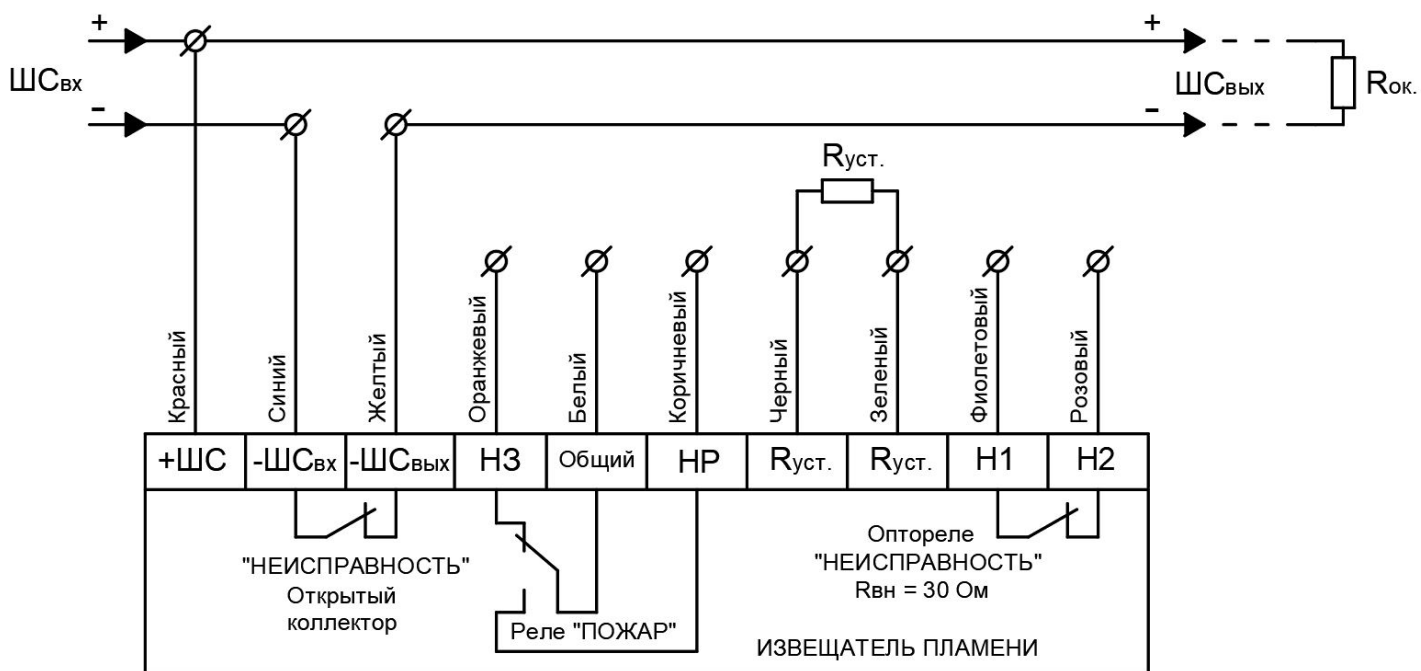 + +
ШСвх ШСвых Rок.
- -
Rуст.
Красный
Синий
Желтый
Оранжевый
Белый
Коричневый
Черный
Зеленый
Фиолетовый
Розовый
+ШС -ШСвх -ШСвых НЗ Общий НР Rуст. Rуст. Н1 Н2
"НЕИСПРАВНОСТЬ"
Открытый
коллектор
Реле "ПОЖАР"
Оптореле
"НЕИСПРАВНОСТЬ"
Rвн = 30 Ом
ИЗВЕЩАТЕЛЬ ПЛАМЕНИ